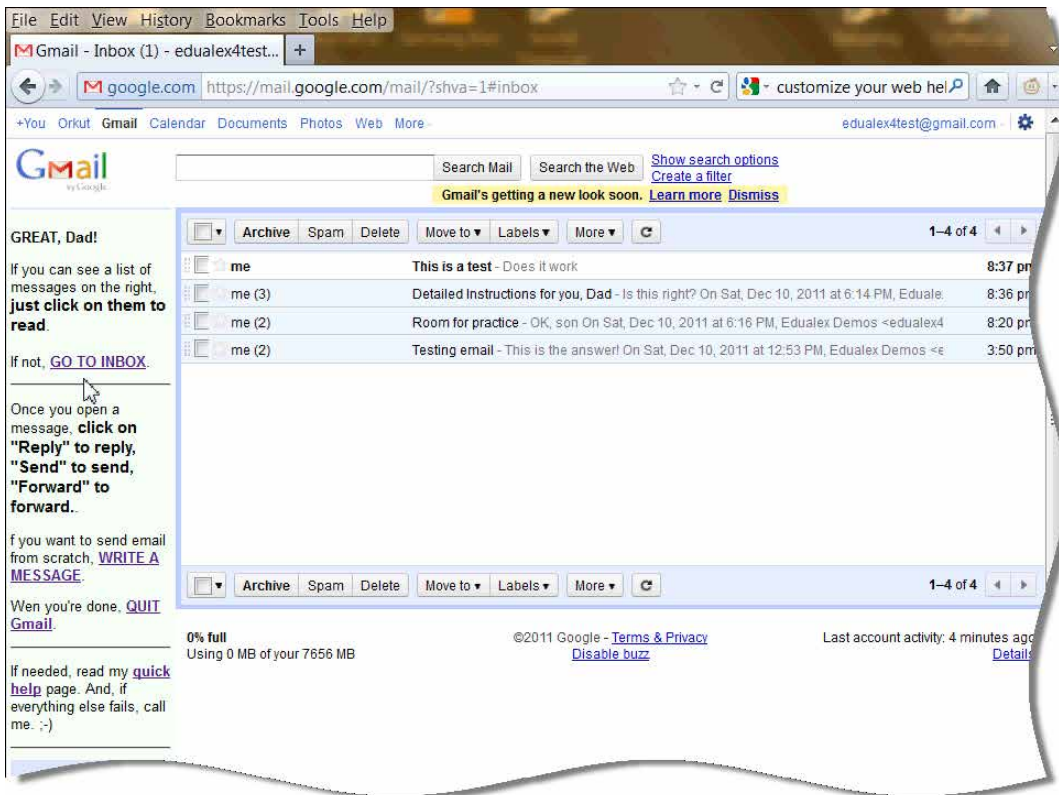 File Edit View History Bookmarks Tools Help
Gmail - Inbox (1) - edualex4test... +
google.com https://mail.google.com/mail/?shva=1#inbox customize your web hel
+You Orkut Gmail Calendar Documents Photos Web More edualex4test@gmail.com
Gmail
by Google
Search Mail Search the Web Show search options
Create a filter
Gmail's getting a new look soon. Learn more Dismiss
GREAT, Dad!
If you can see a list of
messages on the right,
just click on them to
read.
If not, GO TO INBOX.
Once you open a
message, click on
"Reply" to reply,
"Send" to send,
"Forward" to
forward..
f you want to send email
from scratch, WRITE A
MESSAGE.
Wen you're done, QUIT
Gmail.
If needed, read my quick
help page. And, if
everything else fails, call
me. ;-)
Archive Spam Delete Move to Labels More 1–4 of 4
me This is a test - Does it work 8:37 pm
me (3) Detailed Instructions for you, Dad - Is this right? On Sat, Dec 10, 2011 at 6:14 PM, Eduale 8:36 pm
me (2) Room for practice - OK, son On Sat, Dec 10, 2011 at 6:16 PM, Edualex Demos <edualex4 8:20 pm
me (2) Testing email - This is the answer! On Sat, Dec 10, 2011 at 12:53 PM, Edualex Demos <e 3:50 pm
Archive Spam Delete Move to Labels More 1–4 of 4
0% full ©2011 Google - Terms & Privacy Last account activity: 4 minutes ago
Using 0 MB of your 7656 MB Disable buzz Details